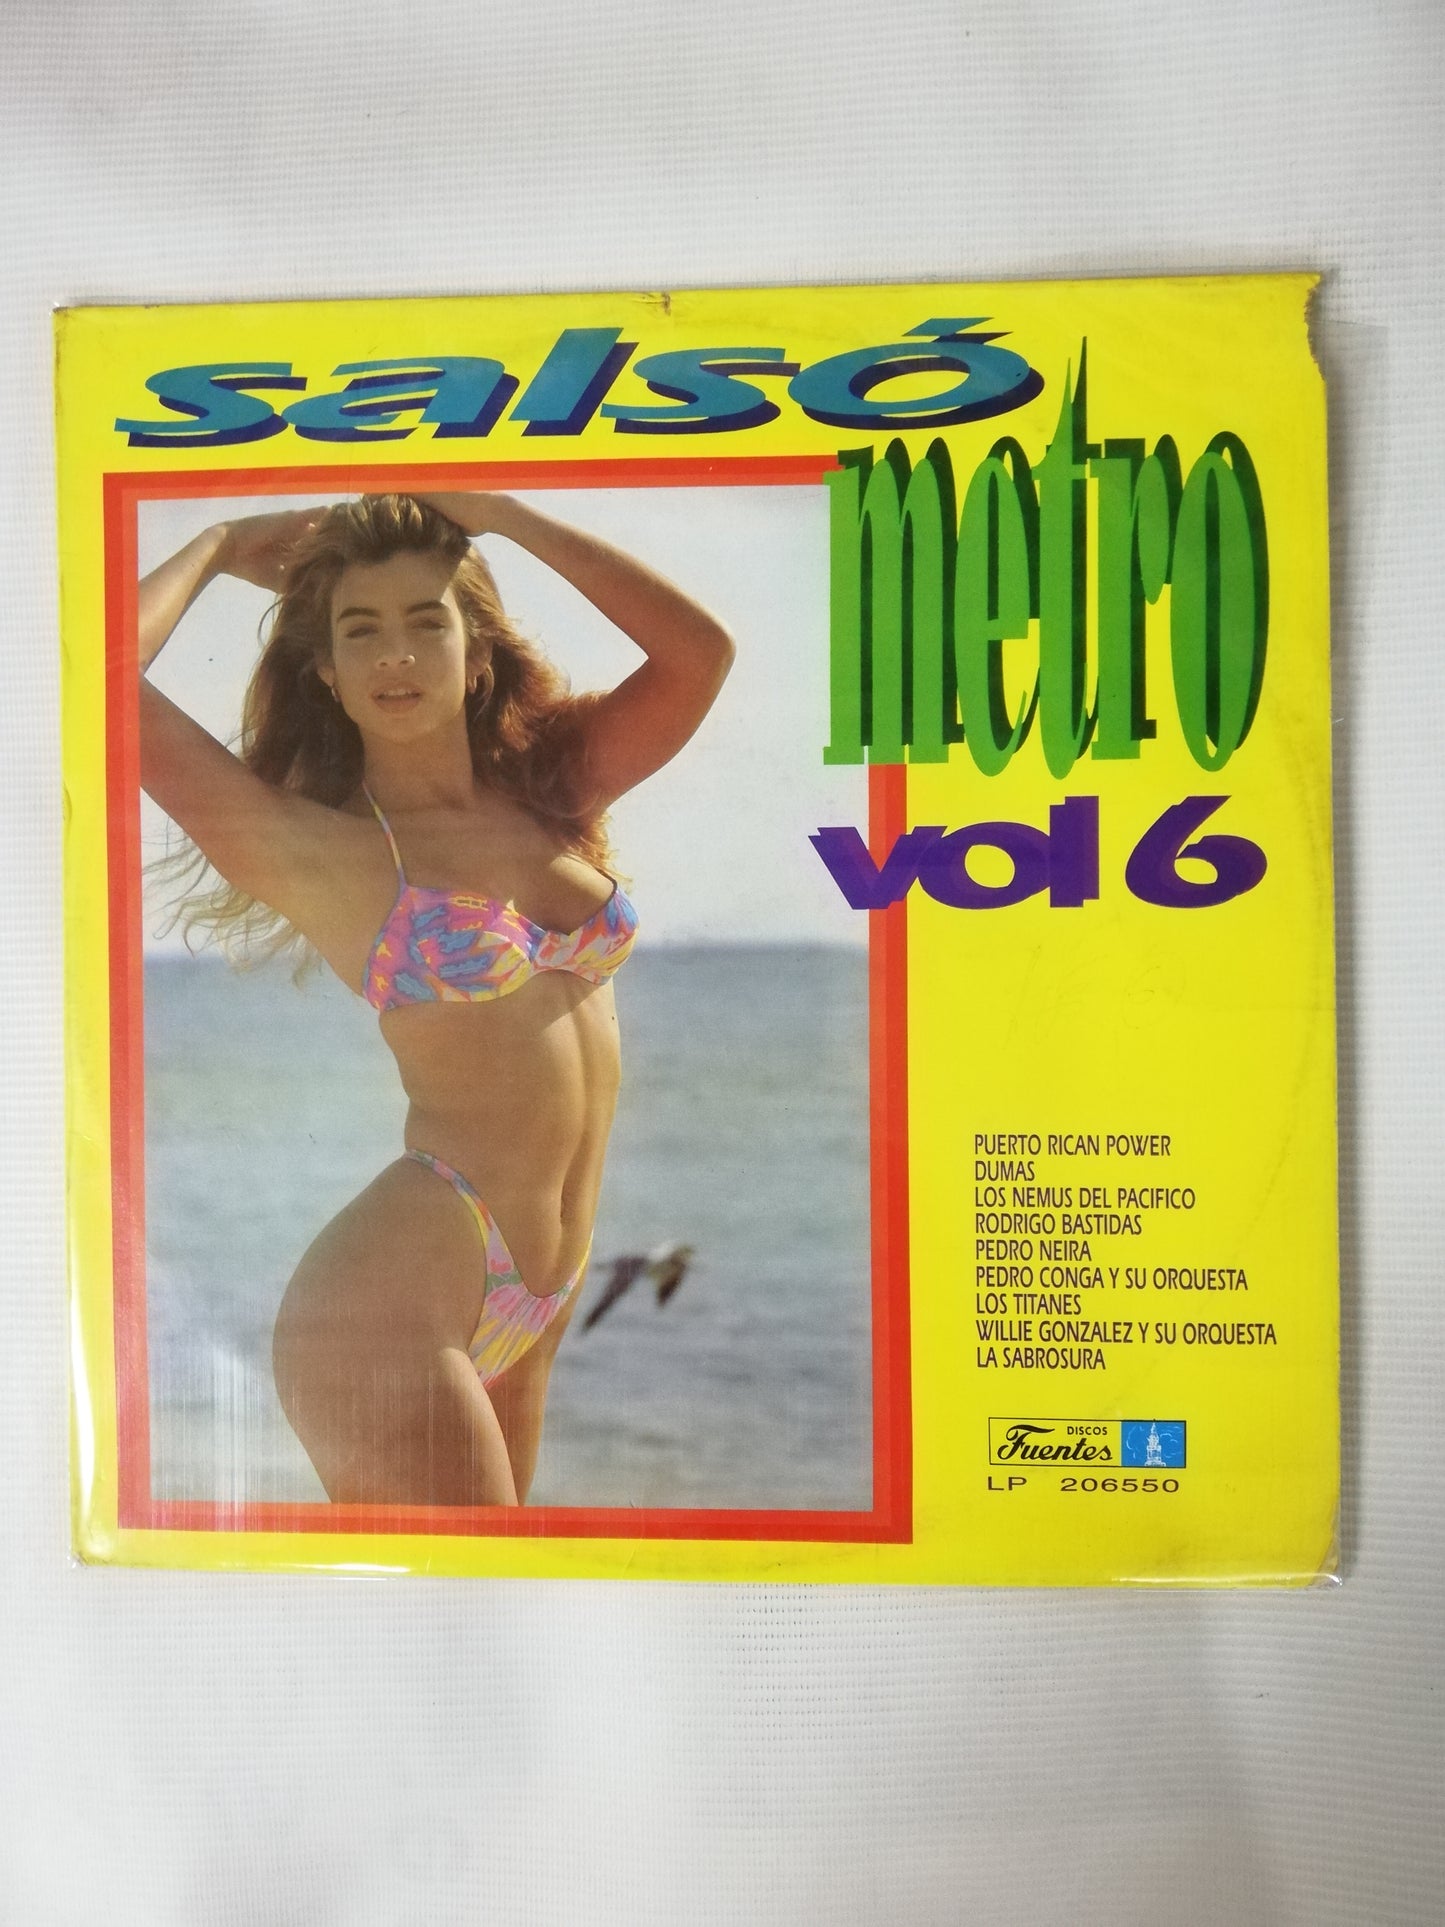 salsó
metro
vol 6
PUERTO RICAN POWER
DUMAS
LOS NEMUS DEL PACIFICO
RODRIGO BASTIDAS
PEDRO NEIRA
PEDRO CONGA Y SU ORQUESTA
LOS TITANES
WILLIE GONZALEZ Y SU ORQUESTA
LA SABROSURA
DISCOS
Fuentes
LP 206550